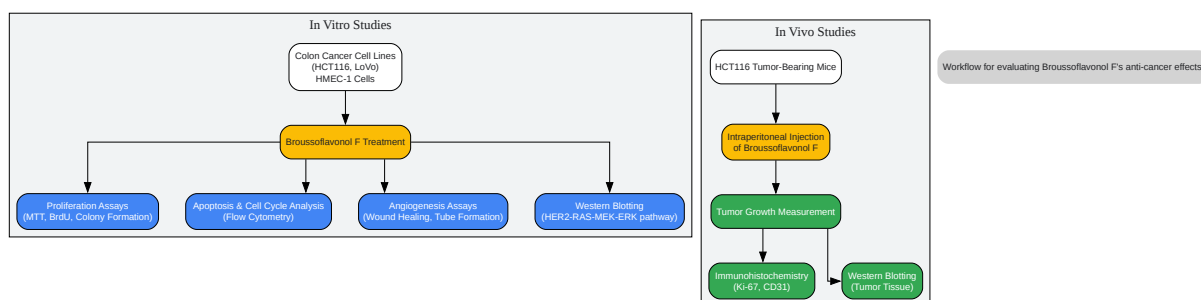 In Vitro Studies
Colon Cancer Cell Lines
(HCT116, LoVo)
HMEC-1 Cells
Broussoflavonol F Treatment
Proliferation Assays
(MTT, BrdU, Colony Formation)
Apoptosis & Cell Cycle Analysis
(Flow Cytometry)
Angiogenesis Assays
(Wound Healing, Tube Formation)
Western Blotting
(HER2-RAS-MEK-ERK pathway)
In Vivo Studies
HCT116 Tumor-Bearing Mice
Intraperitoneal Injection
of Broussoflavonol F
Tumor Growth Measurement
Immunohistochemistry
(Ki-67, CD31)
Western Blotting
(Tumor Tissue)
Workflow for evaluating Broussoflavonol F's anti-cancer effects